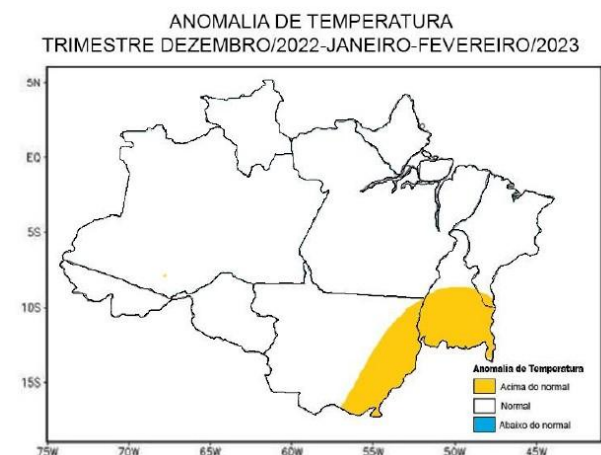 ANOMALIA DE TEMPERATURA
TRIMESTRE DEZEMBRO/2022-JANEIRO-FEVEREIRO/2023
5N
EQ
5S
10S
15S
Anomalia de Temperatura
Acima do normal
Normal
Abaixo do normal
75W 70W 65W 60W 55W 50W 45W